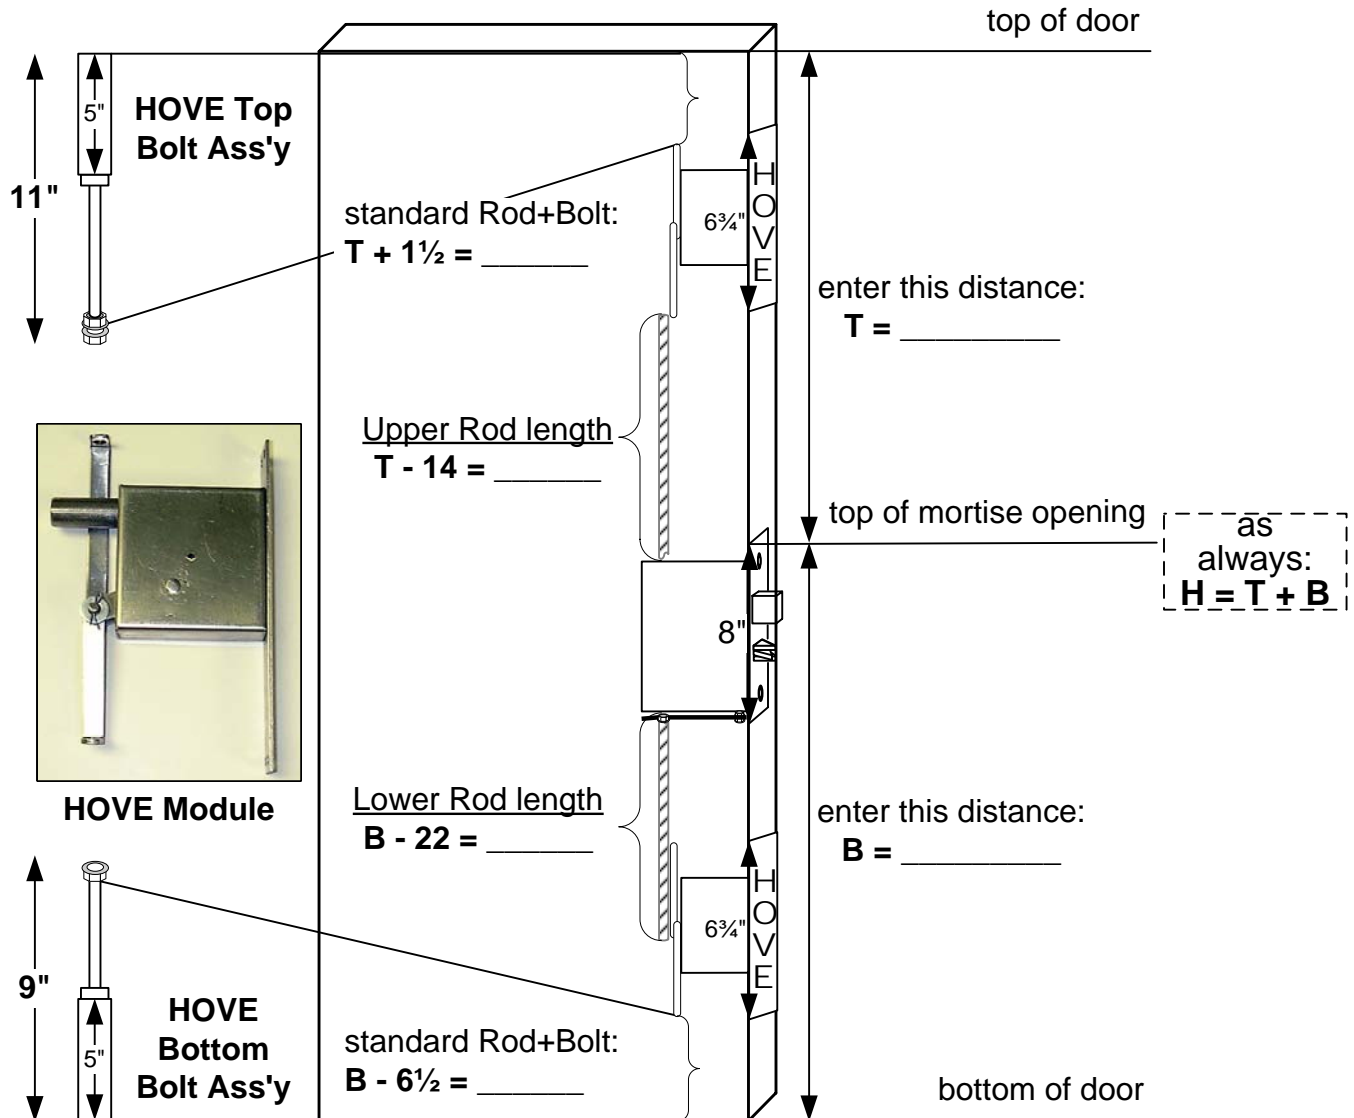 top of door
5"
HOVE Top
Bolt Ass'y
11"
standard Rod+Bolt:
T + 1½ = ______
6¾"
HOVE
enter this distance:
T = _________
Upper Rod length
T - 14 = ______
top of mortise opening
as
always:
H = T + B
8"
HOVE Module
Lower Rod length
B - 22 = ______
enter this distance:
B = _________
6¾"
HOVE
9"
HOVE
Bottom
Bolt Ass'y
5"
standard Rod+Bolt:
B - 6½ = ______
bottom of door